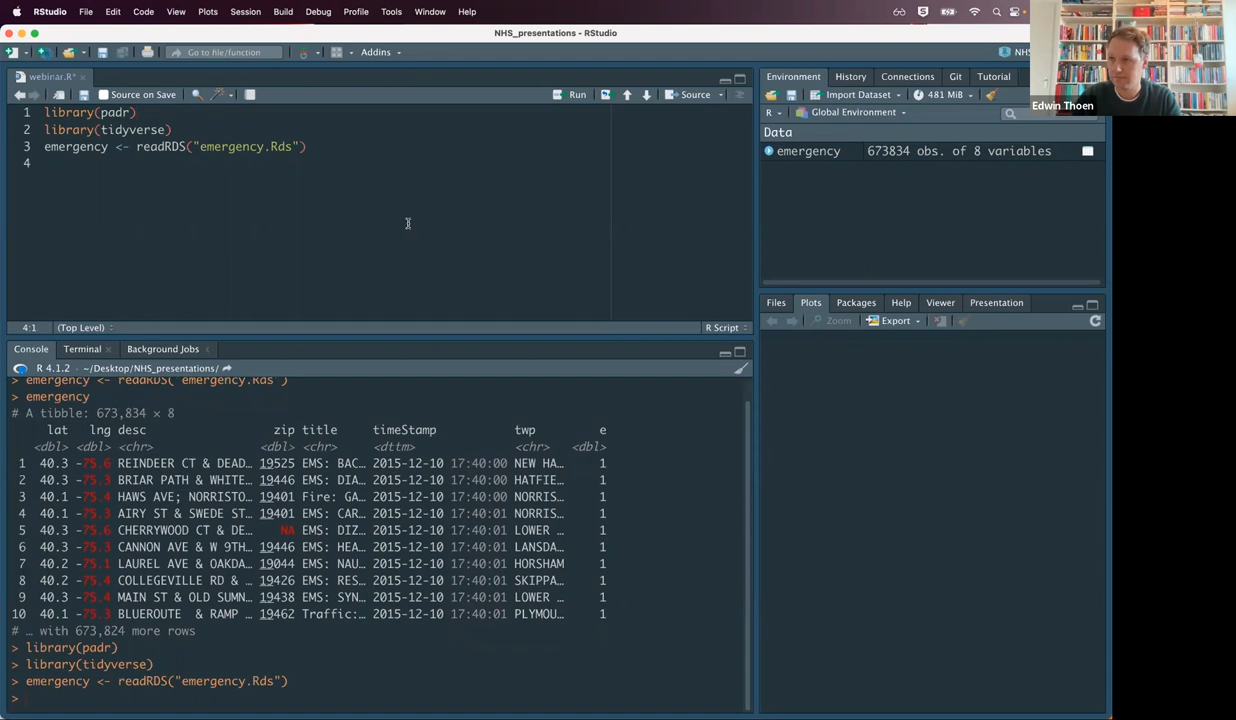 RStudio File Edit Code View Plots Session Build Debug Profile Tools Window Help
NHS_presentations - RStudio
Go to file/function Addins NHS
webinar.R*
Source on Save Run Source
1 library(padr)
2 library(tidyverse)
3 emergency <- readRDS("emergency.Rds")
4
4:1 (Top Level) R Script
Console Terminal Background Jobs
R 4.1.2 · ~/Desktop/NHS_presentations/
> emergency <- readRDS("emergency.Rds")
> emergency
# A tibble: 673,834 × 8
lat lng desc zip title timeStamp twp e
<dbl> <dbl> <chr> <dbl> <chr> <dttm> <chr> <dbl>
1 40.3 -75.6 REINDEER CT & DEAD… 19525 EMS: BAC… 2015-12-10 17:40:00 NEW HA… 1
2 40.3 -75.3 BRIAR PATH & WHITE… 19446 EMS: DIA… 2015-12-10 17:40:00 HATFIE… 1
3 40.1 -75.4 HAWS AVE; NORRISTO… 19401 Fire: GA… 2015-12-10 17:40:00 NORRIS… 1
4 40.1 -75.3 AIRY ST & SWEDE ST… 19401 EMS: CAR… 2015-12-10 17:40:01 NORRIS… 1
5 40.3 -75.6 CHERRYWOOD CT & DE… NA EMS: DIZ… 2015-12-10 17:40:01 LOWER … 1
6 40.3 -75.3 CANNON AVE & W 9TH… 19446 EMS: HEA… 2015-12-10 17:40:01 LANSDA… 1
7 40.2 -75.1 LAUREL AVE & OAKDA… 19044 EMS: NAU… 2015-12-10 17:40:01 HORSHAM 1
8 40.2 -75.4 COLLEGEVILLE RD & … 19426 EMS: RES… 2015-12-10 17:40:01 SKIPPA… 1
9 40.3 -75.4 MAIN ST & OLD SUMN… 19438 EMS: SYN… 2015-12-10 17:40:01 LOWER … 1
10 40.1 -75.3 BLUEROUTE & RAMP … 19462 Traffic:… 2015-12-10 17:40:01 PLYMOU… 1
# … with 673,824 more rows
> library(padr)
> library(tidyverse)
> emergency <- readRDS("emergency.Rds")
>
Environment History Connections Git Tutorial
Import Dataset 481 MiB
R Global Environment
Data
emergency 673834 obs. of 8 variables
Files Plots Packages Help Viewer Presentation
Zoom Export
Edwin Thoen